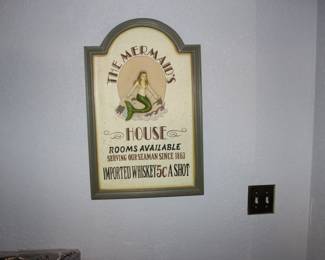 THE MERMAID'S
HOUSE
ROOMS AVAILABLE
SERVING OUR SEAMAN SINCE 1863
IMPORTED WHISKEY 5¢ A SHOT